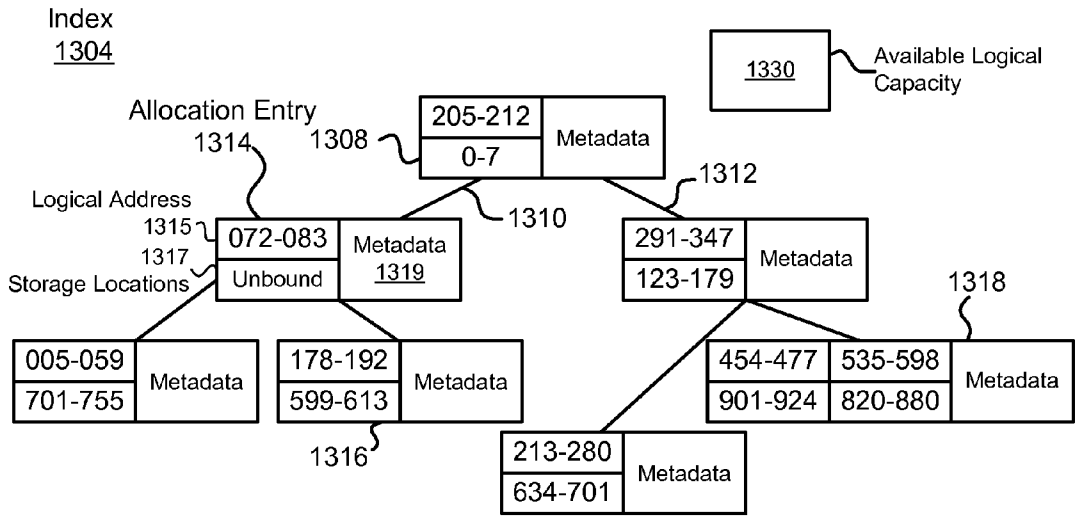 Index
1304
1330
Available Logical
Capacity
Allocation Entry
1314
1308
205-212
Metadata
0-7
1310
1312
Logical Address
1315
072-083
Metadata
1319
1317
Unbound
Storage Locations
291-347
Metadata
123-179
1318
005-059
Metadata
701-755
178-192
Metadata
599-613
1316
454-477
535-598
Metadata
901-924
820-880
213-280
Metadata
634-701